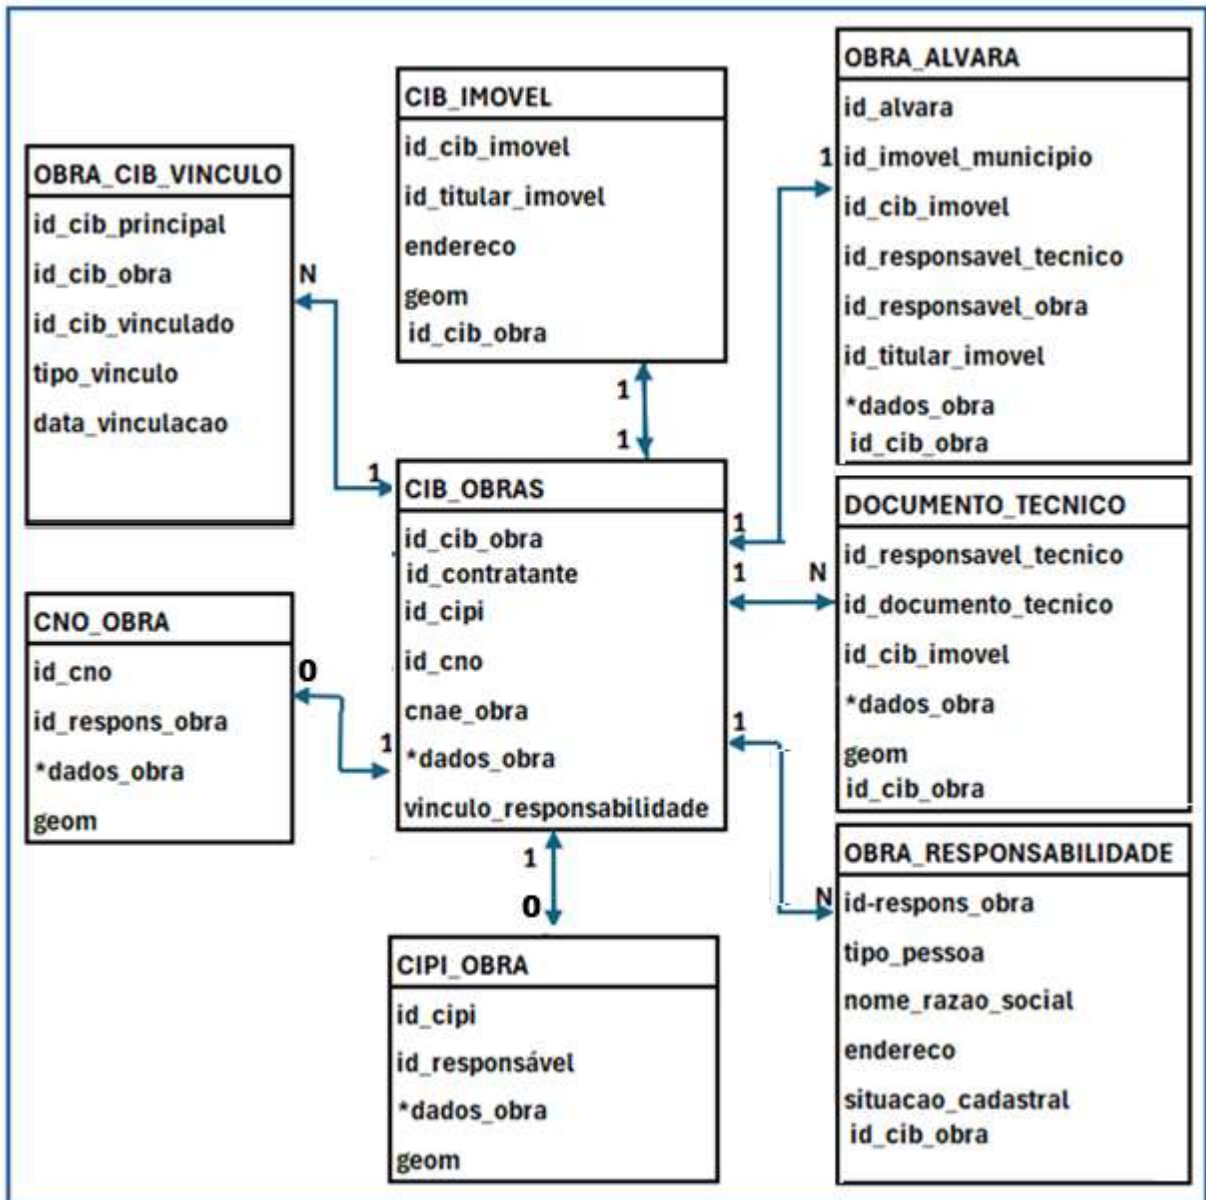 OBRA_CIB_VINCULO
id_cib_principal
id_cib_obra
id_cib_vinculado
tipo_vinculo
data_vinculacao
N
1
CNO_OBRA
id_cno
id_respons_obra
*dados_obra
geom
0
1
CIB_IMOVEL
id_cib_imovel
id_titular_imovel
endereco
geom
id_cib_obra
1
1
CIB_OBRAS
id_cib_obra
id_contratante
id_cipi
id_cno
cnae_obra
*dados_obra
vinculo_responsabilidade
1
0
CIPI_OBRA
id_cipi
id_responsável
*dados_obra
geom
1
1
OBRA_ALVARA
id_alvara
id_imovel_municipio
id_cib_imovel
id_responsavel_tecnico
id_responsavel_obra
id_titular_imovel
*dados_obra
id_cib_obra
1
N
DOCUMENTO_TECNICO
id_responsavel_tecnico
id_documento_tecnico
id_cib_imovel
*dados_obra
geom
id_cib_obra
1
N
OBRA_RESPONSABILIDADE
id-respons_obra
tipo_pessoa
nome_razao_social
endereco
situacao_cadastral
id_cib_obra